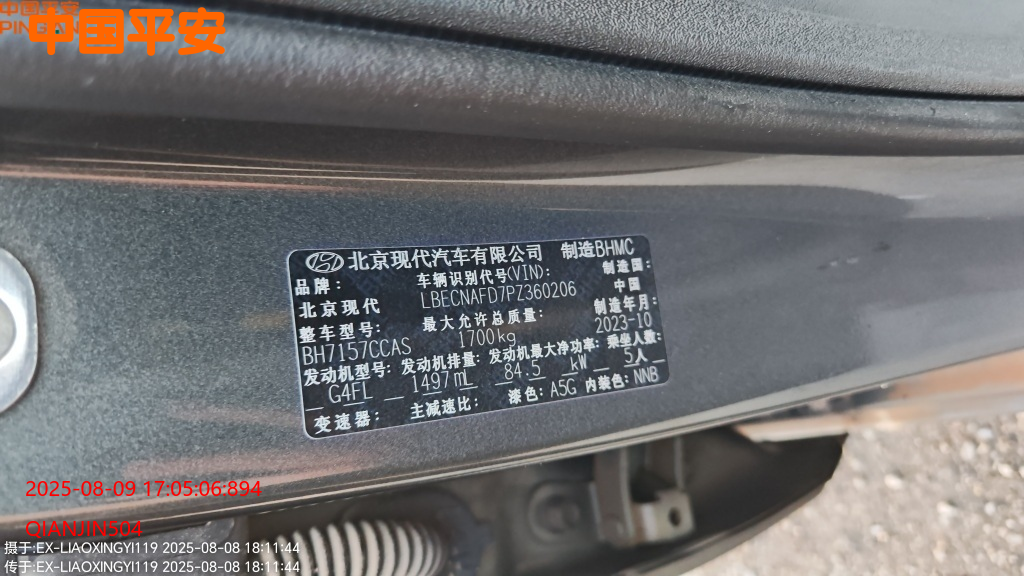 中国平安
PINGAN
中国平安
北京现代汽车有限公司 制造BHMC
品牌: 车辆识别代号(VIN): 制造国:
北京现代 LBECNAFD7PZ360206 中国
整车型号: 最大允许总质量: 制造年月:
BH7157CCAS 1700kg 2023-10
发动机型号: 发动机排量: 发动机最大净功率: 乘坐人数:
G4FL 1497mL 84.5 kW 5人
变速器: 主减速比: 漆色: A5G 内装色: NNB
2025-08-09 17:05:06:894
QIANJIN504
摄于:EX-LIAOXINGYI119 2025-08-08 18:11:44
传于:EX-LIAOXINGYI119 2025-08-08 18:11:44